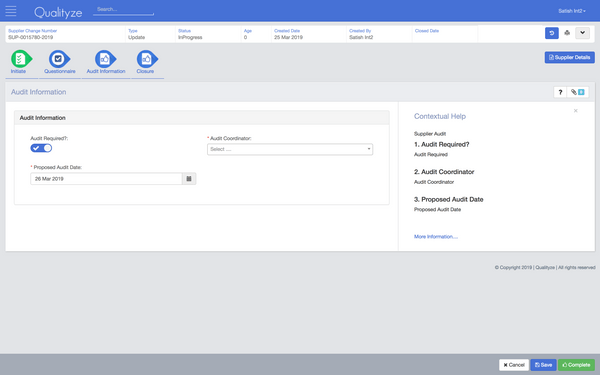 Qualityze
Search...
Satish Int2
Supplier Change Number Type Status Age Created Date Created By Closed Date
SUP-0015780-2019 Update InProgress 0 25 Mar 2019 Satish Int2
Initiate Questionnaire Audit Information Closure
Supplier Details
Audit Information
?
Audit Information
Audit Required?:
* Audit Coordinator:
Select ....
* Proposed Audit Date:
26 Mar 2019
Contextual Help
×
Supplier Audit
1. Audit Required?
Audit Required
2. Audit Coordinator
Audit Coordinator
3. Proposed Audit Date
Proposed Audit Date
More Information....
© Copyright 2019 | Qualityze | All rights reserved
Cancel Save Complete